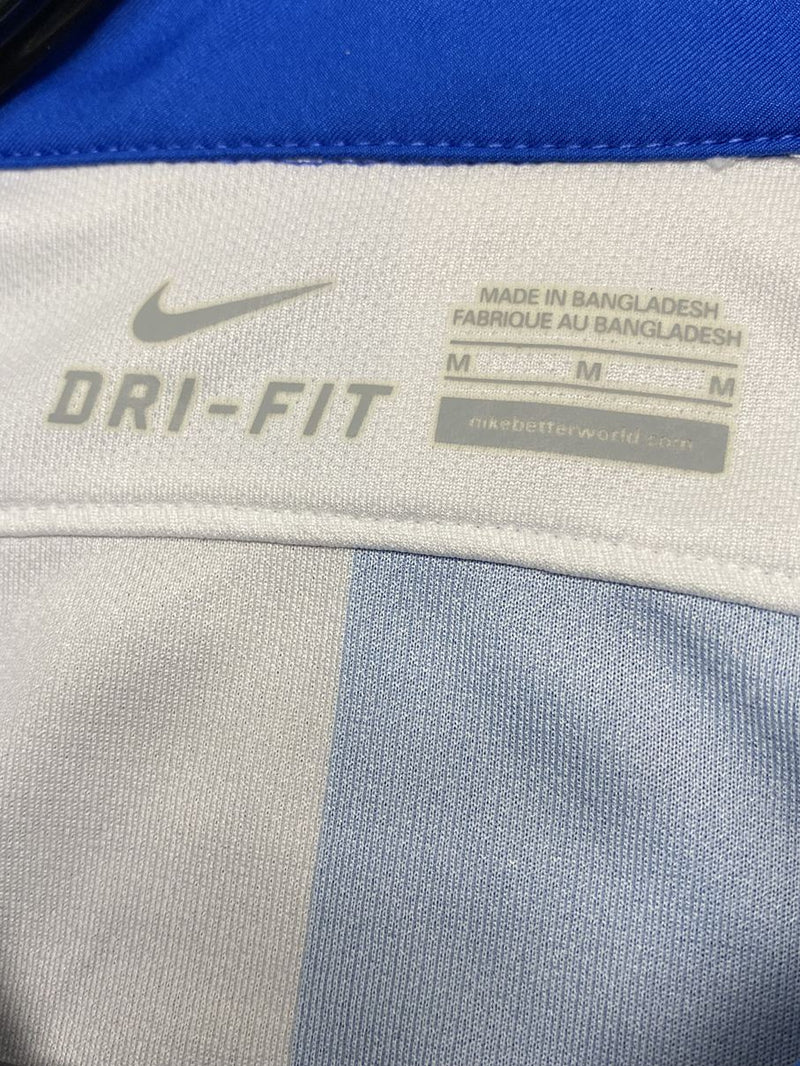 DRI-FIT
MADE IN BANGLADESH
FABRIQUE AU BANGLADESH
M M M
nikebetterworld.com